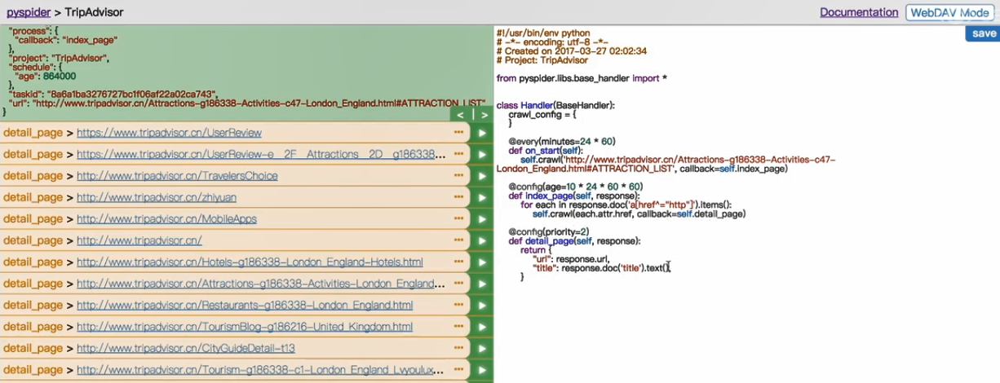 pyspider > TripAdvisor
Documentation
WebDAV Mode
"process": {
"callback": "index_page"
},
"project": "TripAdvisor",
"schedule": {
"age": 864000
},
"taskid": "8a6a1ba3276727bc1f06af22a02ca743",
"url": "http://www.tripadvisor.cn/Attractions-g186338-Activities-c47-London_England.html#ATTRACTION_LIST"
}
< | >
detail_page > https://www.tripadvisor.cn/UserReview
detail_page > https://www.tripadvisor.cn/UserReview-e__2F__Attractions__2D__g186338...
detail_page > http://www.tripadvisor.cn/TravelersChoice
detail_page > http://www.tripadvisor.cn/zhiyuan
detail_page > http://www.tripadvisor.cn/MobileApps
detail_page > http://www.tripadvisor.cn/
detail_page > http://www.tripadvisor.cn/Hotels-g186338-London_England-Hotels.html
detail_page > http://www.tripadvisor.cn/Attractions-g186338-Activities-London_England...
detail_page > http://www.tripadvisor.cn/Restaurants-g186338-London_England.html
detail_page > http://www.tripadvisor.cn/TourismBlog-g186216-United_Kingdom.html
detail_page > http://www.tripadvisor.cn/CityGuideDetail-t13
detail_page > http://www.tripadvisor.cn/Tourism-g186338-c1-London_England_Lvyoulux...
save
#!/usr/bin/env python
# -*- encoding: utf-8 -*-
# Created on 2017-03-27 02:02:34
# Project: TripAdvisor
from pyspider.libs.base_handler import *
class Handler(BaseHandler):
crawl_config = {
}
@every(minutes=24 * 60)
def on_start(self):
self.crawl('http://www.tripadvisor.cn/Attractions-g186338-Activities-c47-
London_England.html#ATTRACTION_LIST', callback=self.index_page)
@config(age=10 * 24 * 60 * 60)
def index_page(self, response):
for each in response.doc('a[href^="http"]').items():
self.crawl(each.attr.href, callback=self.detail_page)
@config(priority=2)
def detail_page(self, response):
return {
"url": response.url,
"title": response.doc('title').text(),
}